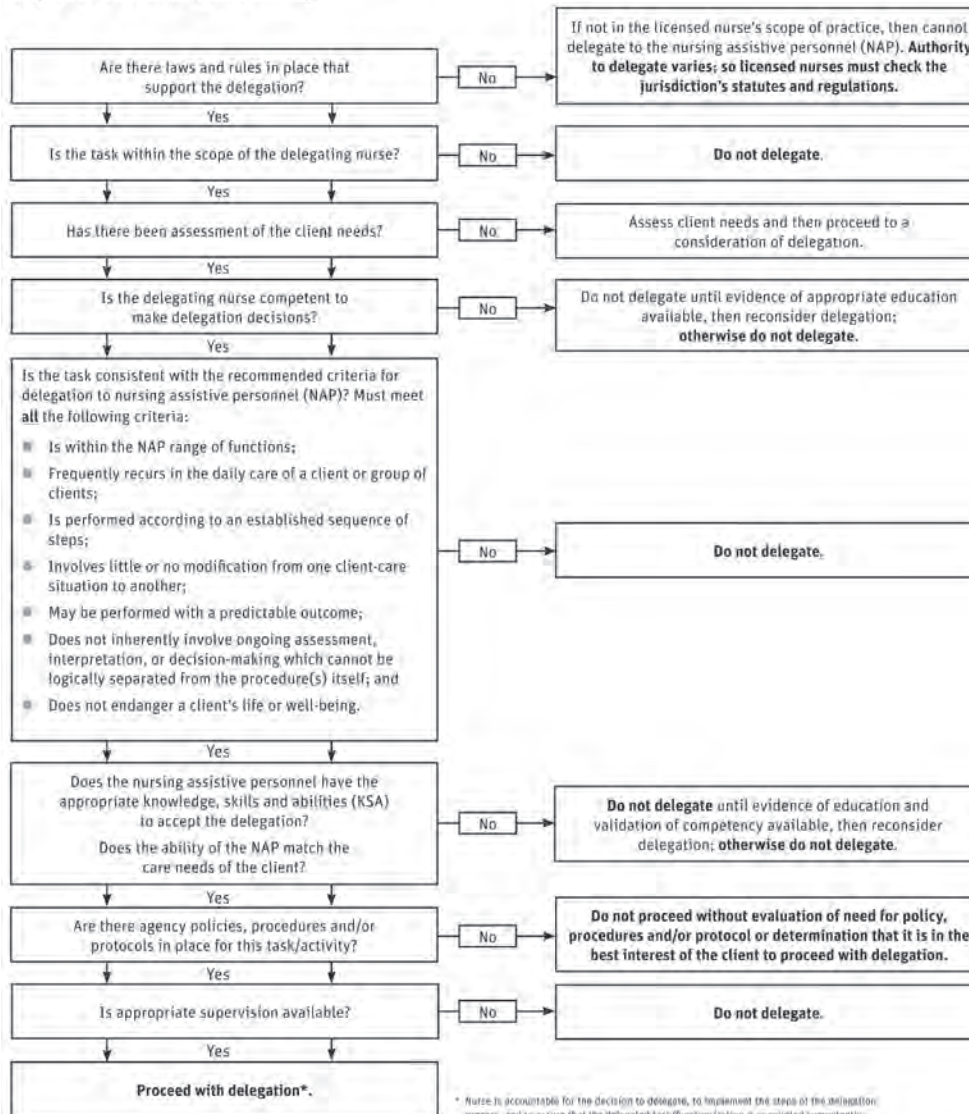 Are there laws and rules in place that
support the delegation?
No
If not in the licensed nurse's scope of practice, then cannot
delegate to the nursing assistive personnel (NAP). Authority
to delegate varies; so licensed nurses must check the
jurisdiction's statutes and regulations.
Yes
Is the task within the scope of the delegating nurse?
No
Do not delegate.
Yes
Has there been assessment of the client needs?
No
Assess client needs and then proceed to a
consideration of delegation.
Yes
Is the delegating nurse competent to
make delegation decisions?
No
Do not delegate until evidence of appropriate education
available, then reconsider delegation;
otherwise do not delegate.
Yes
Is the task consistent with the recommended criteria for
delegation to nursing assistive personnel (NAP)? Must meet
all the following criteria:
Is within the NAP range of functions;
Frequently recurs in the daily care of a client or group of
clients;
Is performed according to an established sequence of
steps;
Involves little or no modification from one client-care
situation to another;
May be performed with a predictable outcome;
Does not inherently involve ongoing assessment,
interpretation, or decision-making which cannot be
logically separated from the procedure(s) itself; and
Does not endanger a client's life or well-being.
No
Do not delegate.
Yes
Does the nursing assistive personnel have the
appropriate knowledge, skills and abilities (KSA)
to accept the delegation?
Does the ability of the NAP match the
care needs of the client?
No
Do not delegate until evidence of education and
validation of competency available, then reconsider
delegation; otherwise do not delegate.
Yes
Are there agency policies, procedures and/or
protocols in place for this task/activity?
No
Do not proceed without evaluation of need for policy,
procedures and/or protocol or determination that it is in the
best interest of the client to proceed with delegation.
Yes
Is appropriate supervision available?
No
Do not delegate.
Yes
Proceed with delegation*.
* Nurse is accountable for the decision to delegate, to implement the steps of the delegation